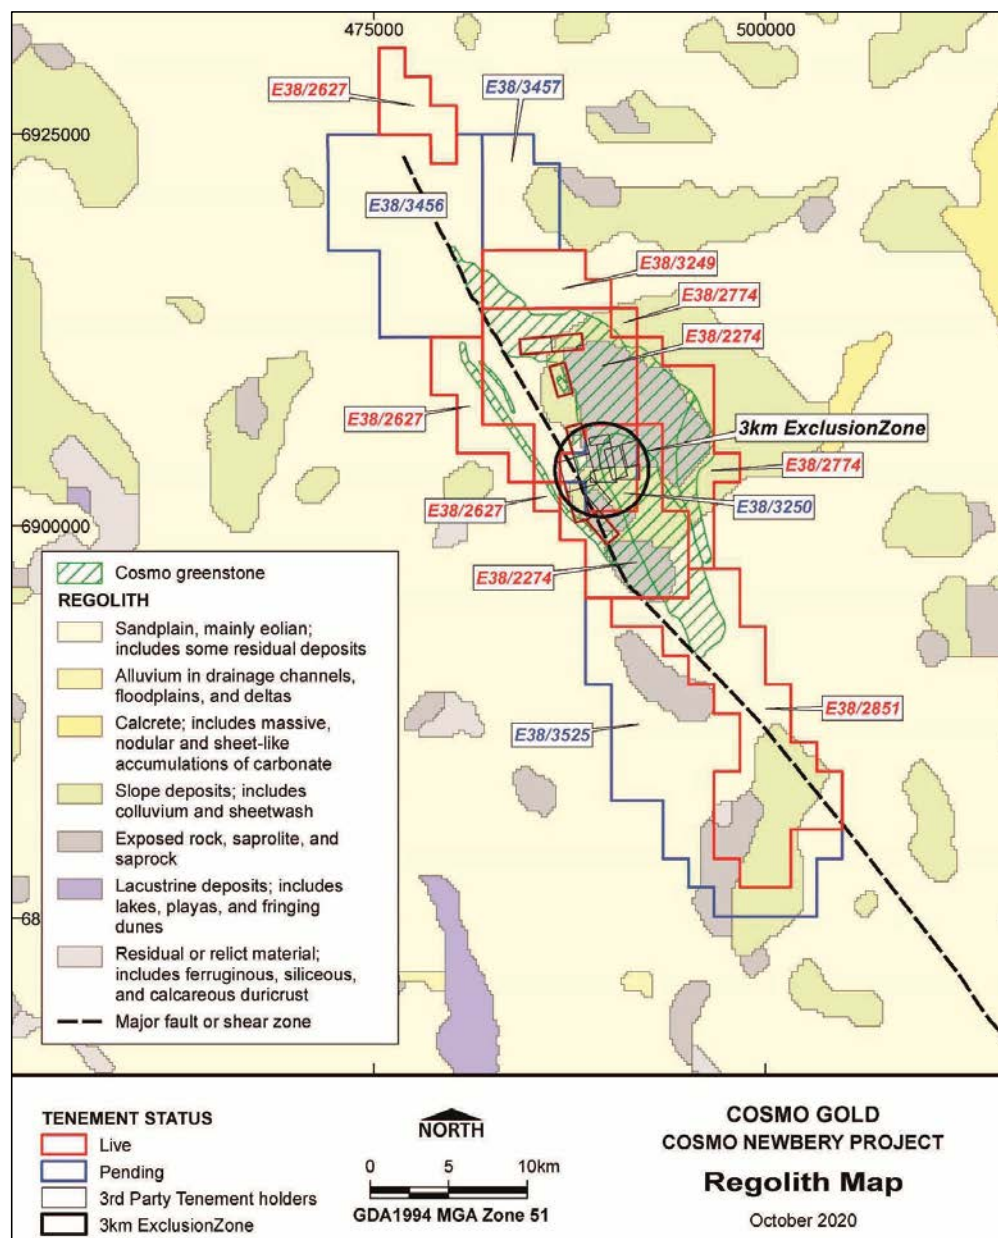 475000
500000
E38/2627
E38/3457
6925000
E38/3456
E38/3249
E38/2774
E38/2274
E38/2627
3km ExclusionZone
E38/2774
E38/2627
E38/3250
6900000
E38/2274
Cosmo greenstone
REGOLITH
Sandplain, mainly eolian;
includes some residual deposits
Alluvium in drainage channels,
floodplains, and deltas
Calcrete; includes massive,
nodular and sheet-like
accumulations of carbonate
Slope deposits; includes
colluvium and sheetwash
Exposed rock, saprolite, and
saprock
Lacustrine deposits; includes
lakes, playas, and fringing
dunes
Residual or relict material;
includes ferruginous, siliceous,
and calcareous duricrust
Major fault or shear zone
E38/2851
E38/3525
68
TENEMENT STATUS
Live
Pending
3rd Party Tenement holders
3km ExclusionZone
NORTH
0 5 10km
GDA1994 MGA Zone 51
COSMO GOLD
COSMO NEWBERY PROJECT
Regolith Map
October 2020